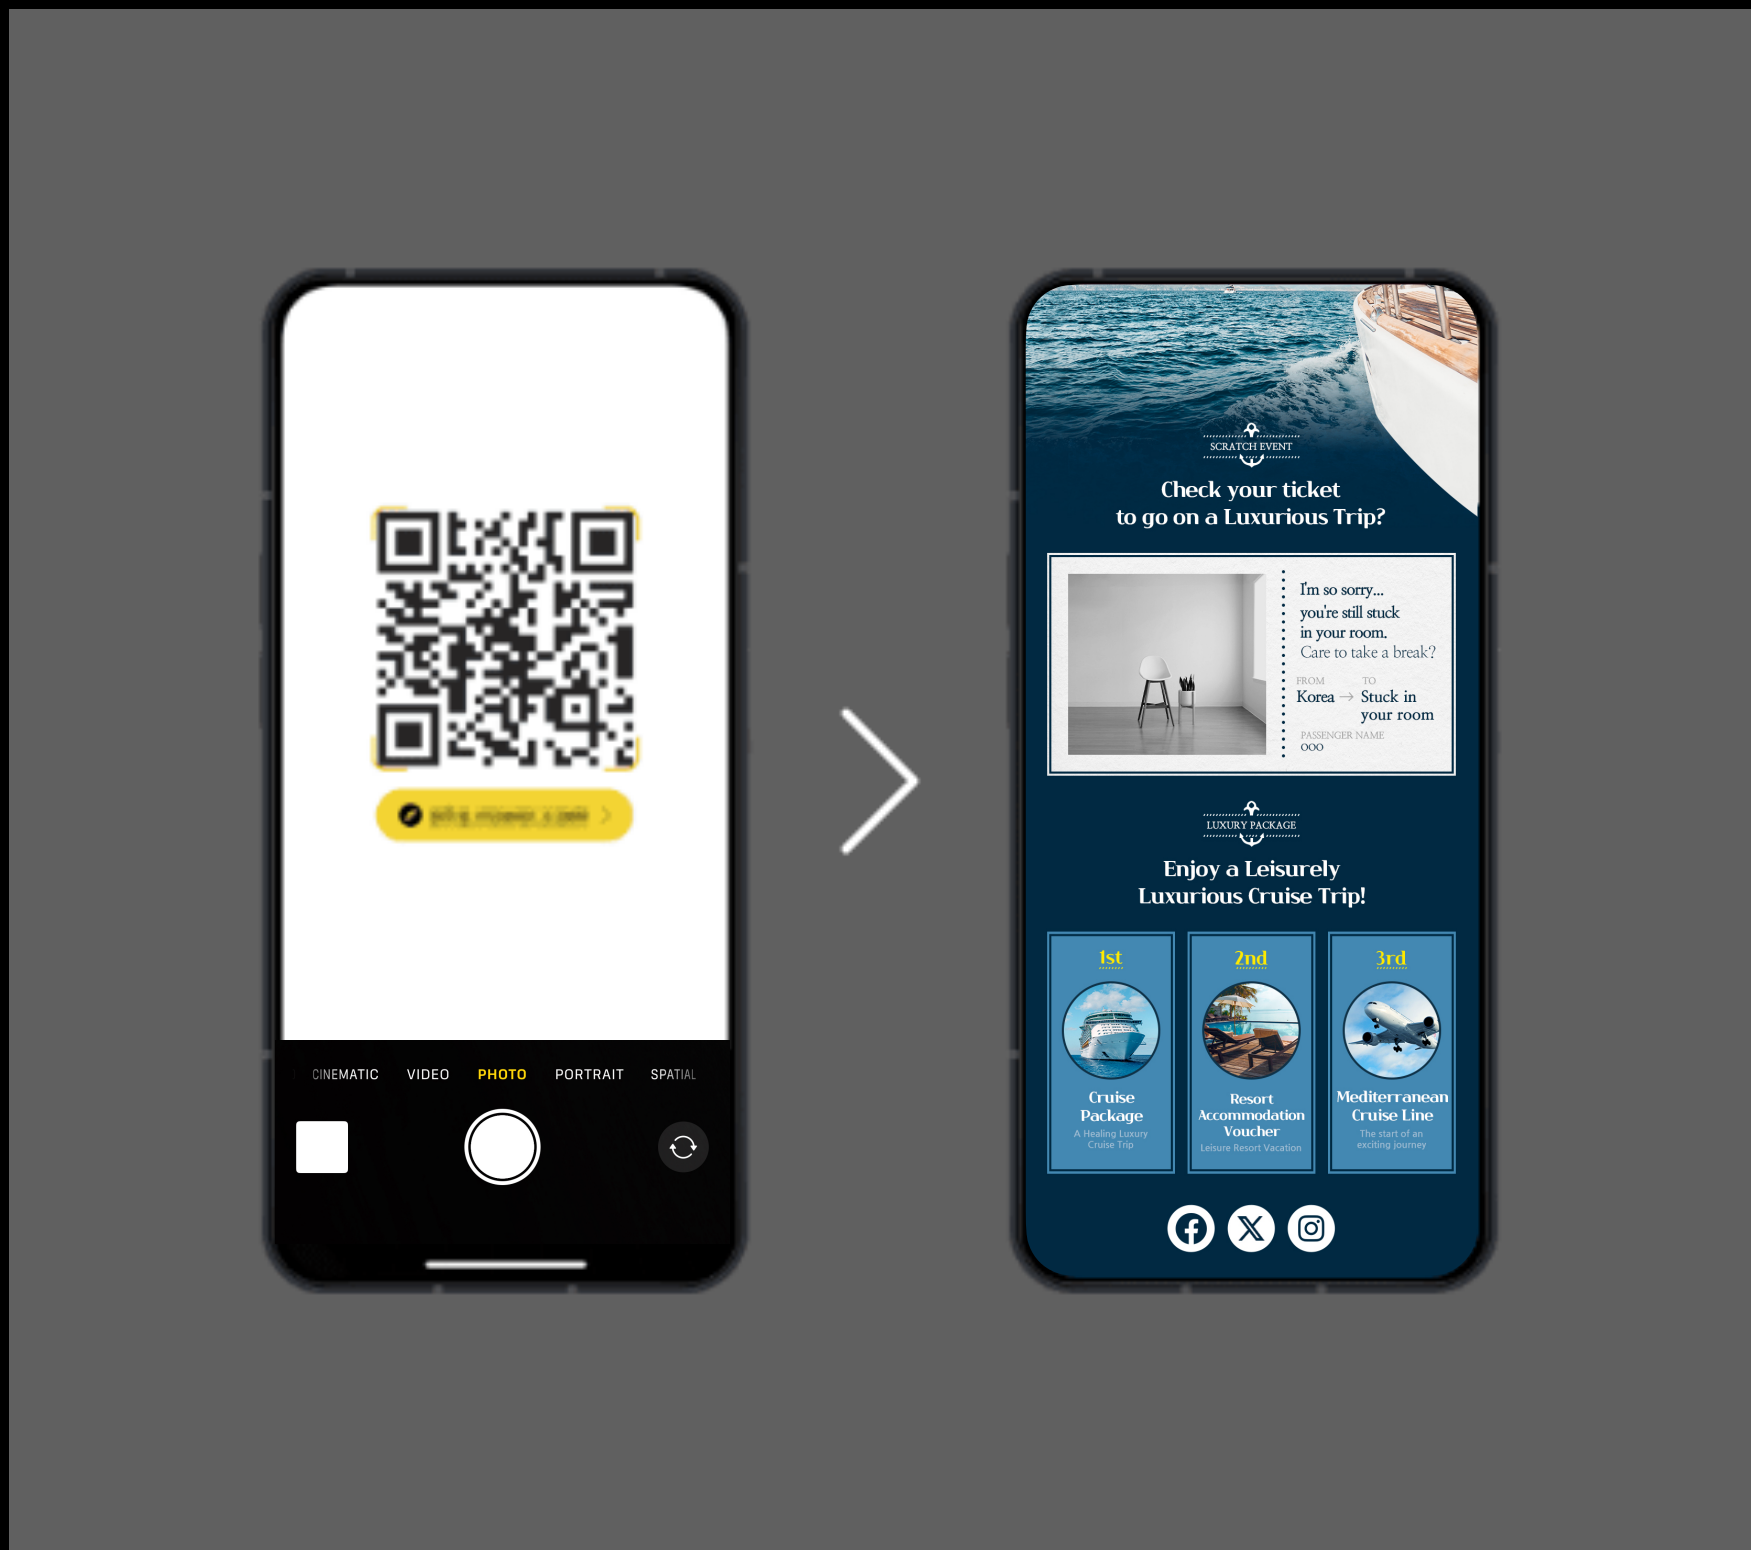 CINEMATIC VIDEO PHOTO PORTRAIT SPATIAL
SCRATCH EVENT
Check your ticket
to go on a Luxurious Trip?
I'm so sorry...
you're still stuck
in your room.
Care to take a break?
FROM TO
Korea → Stuck in
your room
PASSENGER NAME
OOO
LUXURY PACKAGE
Enjoy a Leisurely
Luxurious Cruise Trip!
1st
Cruise
Package
A Healing Luxury
Cruise Trip
2nd
Resort
Accommodation
Voucher
Leisure Resort Vacation
3rd
Mediterranean
Cruise Line
The start of an
exciting journey